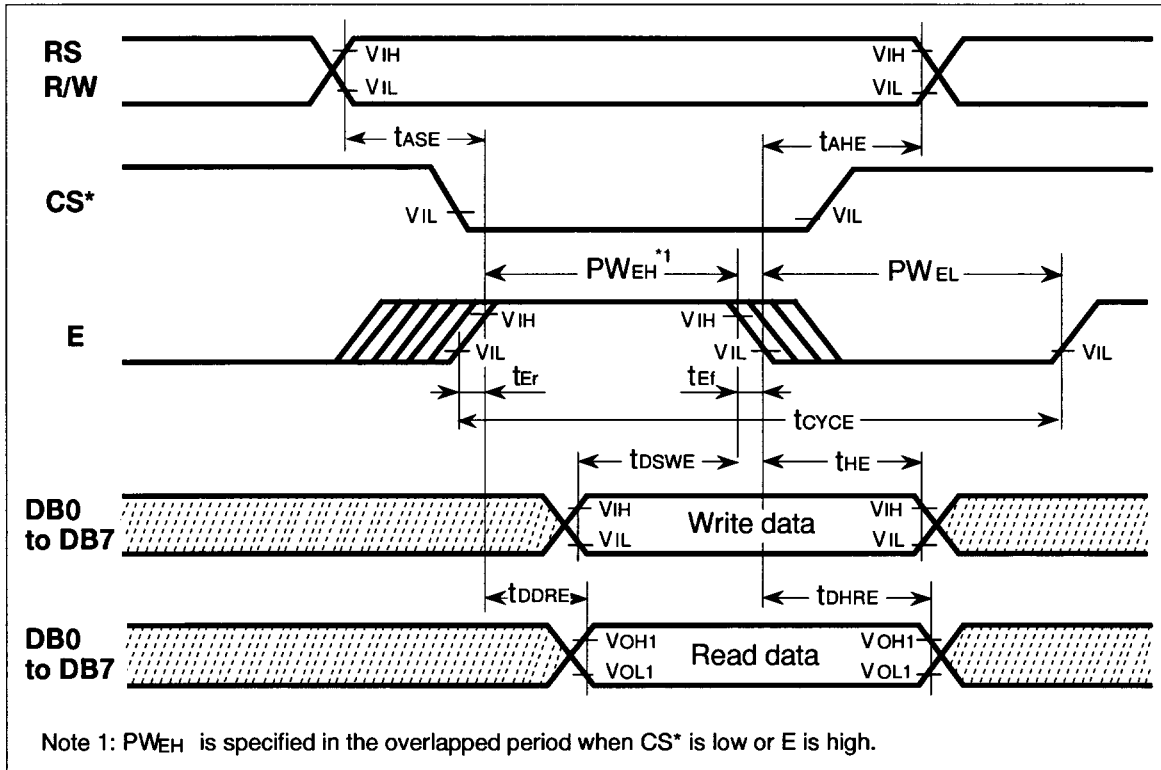 RS
R/W
VIH
VIL
VIH
VIL
tASE
tAHE
CS*
VIL
VIL
PWEH*1
PWEL
E
VIH
VIL
VIH
VIL
VIL
tEr
tEf
tCYCE
tDSWE
tHE
DB0
to DB7
VIH
VIL
Write data
VIH
VIL
tDDRE
tDHRE
DB0
to DB7
VOH1
VOL1
Read data
VOH1
VOL1
Note 1: PWEH is specified in the overlapped period when CS* is low or E is high.